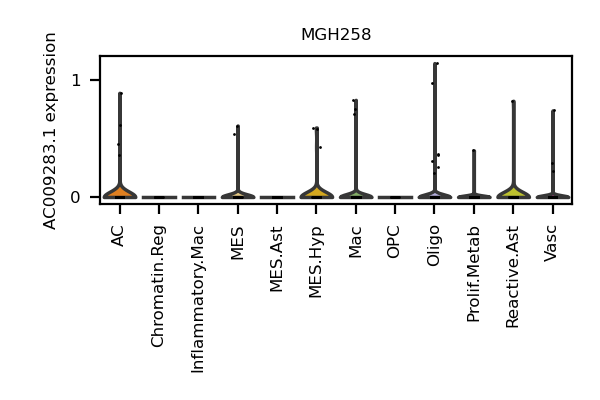 MGH258
AC009283.1 expression
1
0
AC
Chromatin.Reg
Inflammatory.Mac
MES
MES.Ast
MES.Hyp
Mac
OPC
Oligo
Prolif.Metab
Reactive.Ast
Vasc